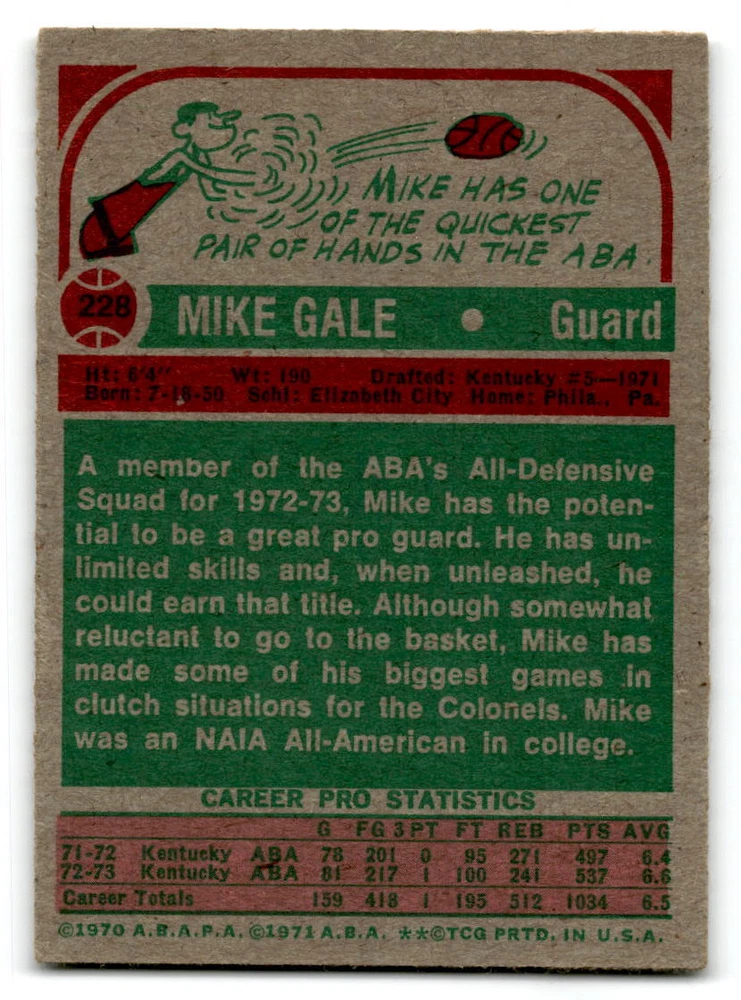 MIKE HAS ONE
OF THE QUICKEST
PAIR OF HANDS IN THE ABA.
228
MIKE GALE • Guard
Ht: 6'4" Wt: 190 Drafted: Kentucky #5—1971
Born: 7-18-50 Schl: Elizabeth City Home: Phila., Pa.
A member of the ABA's All-Defensive
Squad for 1972-73, Mike has the poten-
tial to be a great pro guard. He has un-
limited skills and, when unleashed, he
could earn that title. Although somewhat
reluctant to go to the basket, Mike has
made some of his biggest games in
clutch situations for the Colonels. Mike
was an NAIA All-American in college.
CAREER PRO STATISTICS
G FG 3PT FT REB PTS AVG
71-72 Kentucky ABA 78 201 0 95 271 497 6.4
72-73 Kentucky ABA 81 217 1 100 241 537 6.6
Career Totals 159 418 1 195 512 1034 6.5
©1970 A.B.A.P.A. ©1971 A.B.A. **©TCG PRTD. IN U.S.A.